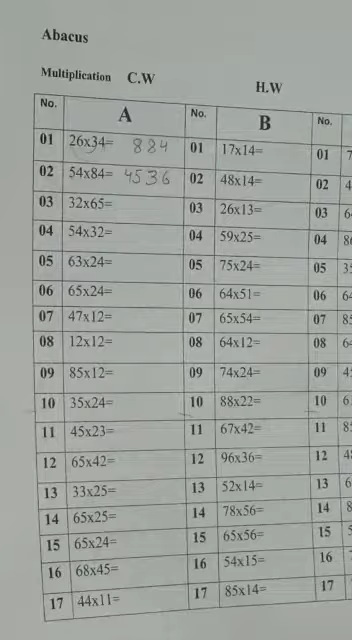 Abacus
Multiplication C.W
H.W
No. A No. B No.
01 26x34= 884 01 17x14= 01
02 54x84= 4536 02 48x14= 02
03 32x65= 03 26x13= 03
04 54x32= 04 59x25= 04
05 63x24= 05 75x24= 05
06 65x24= 06 64x51= 06
07 47x12= 07 65x54= 07
08 12x12= 08 64x12= 08
09 85x12= 09 74x24= 09
10 35x24= 10 88x22= 10
11 45x23= 11 67x42= 11
12 65x42= 12 96x36= 12
13 33x25= 13 52x14= 13
14 65x25= 14 78x56= 14
15 65x24= 15 65x56= 15
16 68x45= 16 54x15= 16
17 44x11= 17 85x14= 17